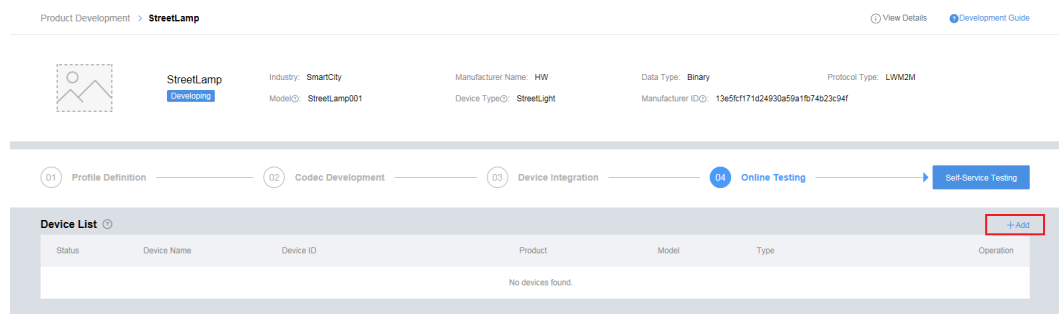 Product Development > StreetLamp View Details Development Guide
StreetLamp Industry: SmartCity Manufacturer Name: HW Data Type: Binary Protocol Type: LWM2M
Developing Model: StreetLamp001 Device Type: StreetLight Manufacturer ID: 13e5fcf171d24930a59a1fb74b23c94f
01 Profile Definition 02 Codec Development 03 Device Integration 04 Online Testing Self-Service Testing
Device List +Add
Status Device Name Device ID Product Model Type Operation
No devices found.